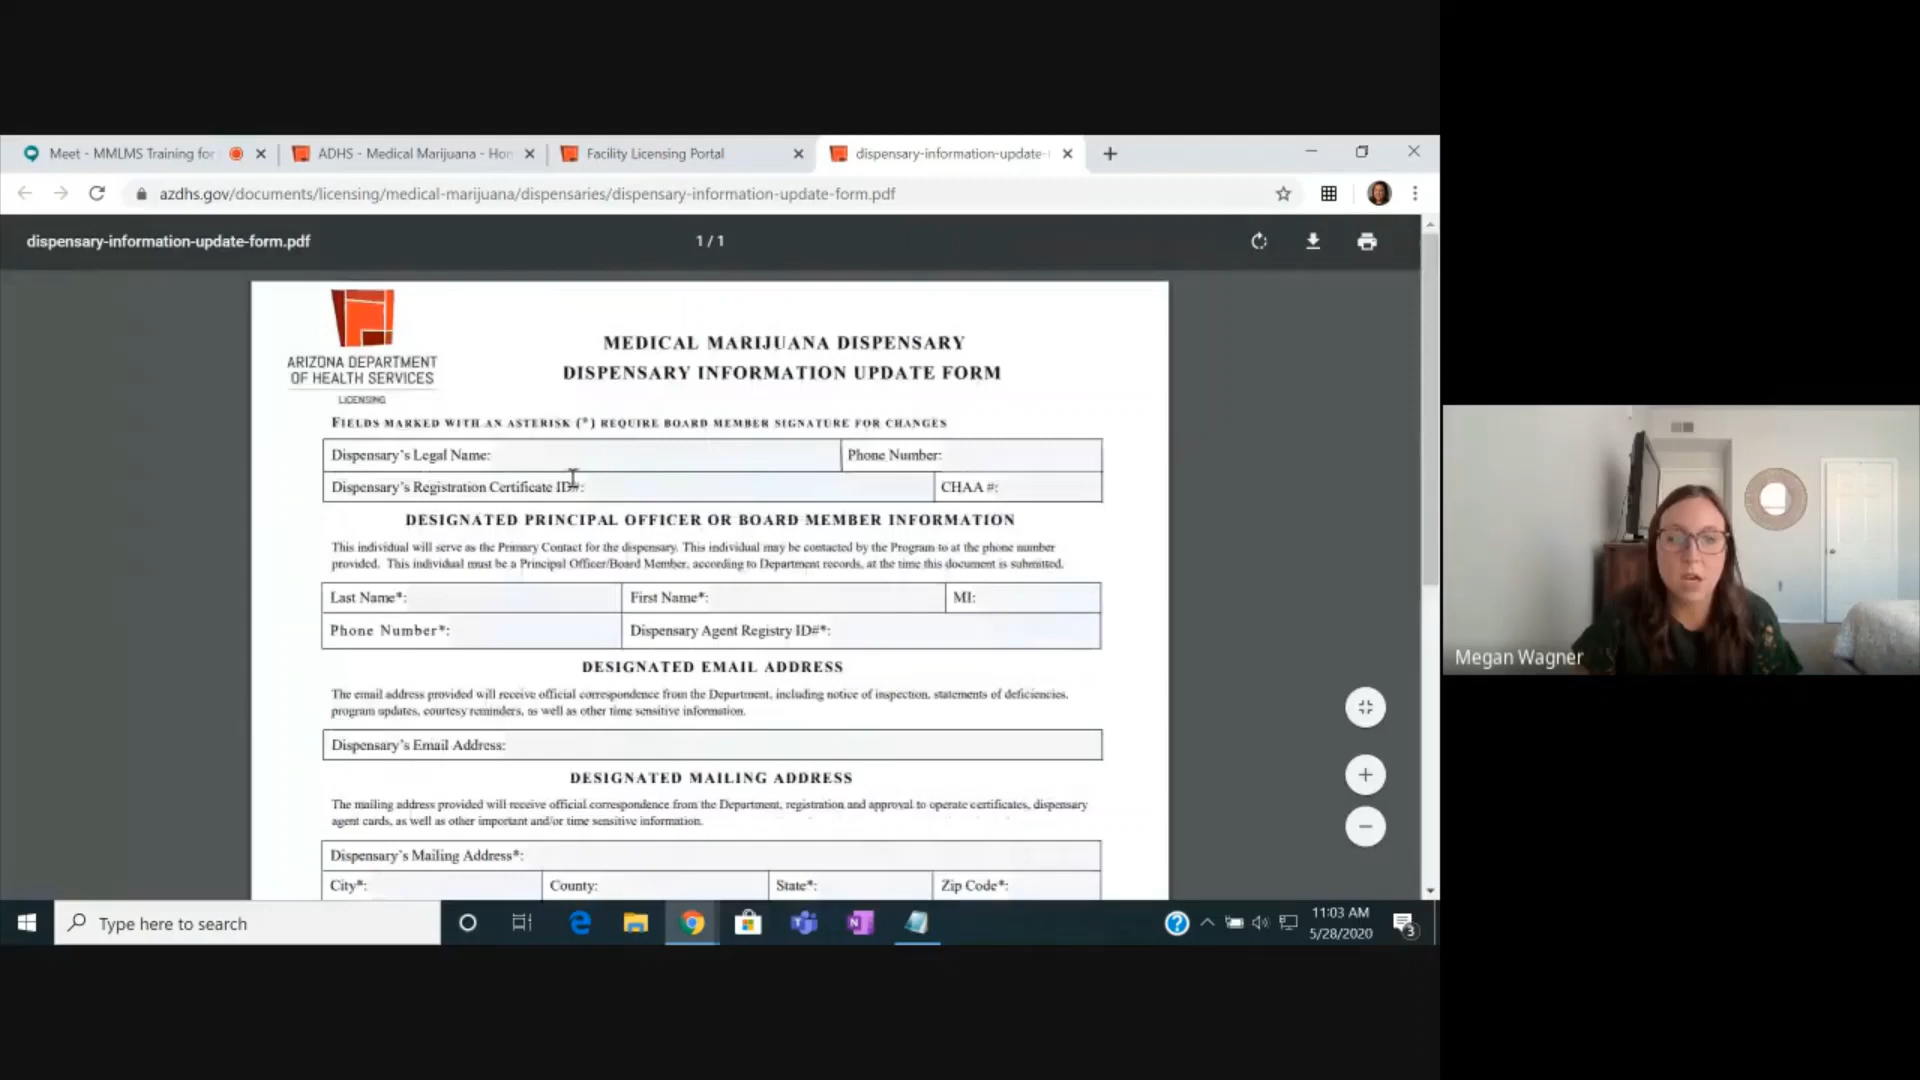 Meet - MMLMS Training for
ADHS - Medical Marijuana - Hon
Facility Licensing Portal
dispensary-information-update-
azdhs.gov/documents/licensing/medical-marijuana/dispensaries/dispensary-information-update-form.pdf
dispensary-information-update-form.pdf
1 / 1
ARIZONA DEPARTMENT
OF HEALTH SERVICES
LICENSING
MEDICAL MARIJUANA DISPENSARY
DISPENSARY INFORMATION UPDATE FORM
FIELDS MARKED WITH AN ASTERISK (*) REQUIRE BOARD MEMBER SIGNATURE FOR CHANGES
Dispensary's Legal Name:
Phone Number:
Dispensary's Registration Certificate ID#:
CHAA #:
DESIGNATED PRINCIPAL OFFICER OR BOARD MEMBER INFORMATION
This individual will serve as the Primary Contact for the dispensary. This individual may be contacted by the Program to at the phone number
provided. This individual must be a Principal Officer/Board Member, according to Department records, at the time this document is submitted.
Last Name*:
First Name*:
MI:
Phone Number*:
Dispensary Agent Registry ID#*:
DESIGNATED EMAIL ADDRESS
The email address provided will receive official correspondence from the Department, including notice of inspection, statements of deficiencies,
program updates, courtesy reminders, as well as other time sensitive information.
Dispensary's Email Address:
DESIGNATED MAILING ADDRESS
The mailing address provided will receive official correspondence from the Department, registration and approval to operate certificates, dispensary
agent cards, as well as other important and/or time sensitive information.
Dispensary's Mailing Address*:
City*:
County:
State*:
Zip Code*:
Type here to search
11:03 AM
5/28/2020
3
Megan Wagner